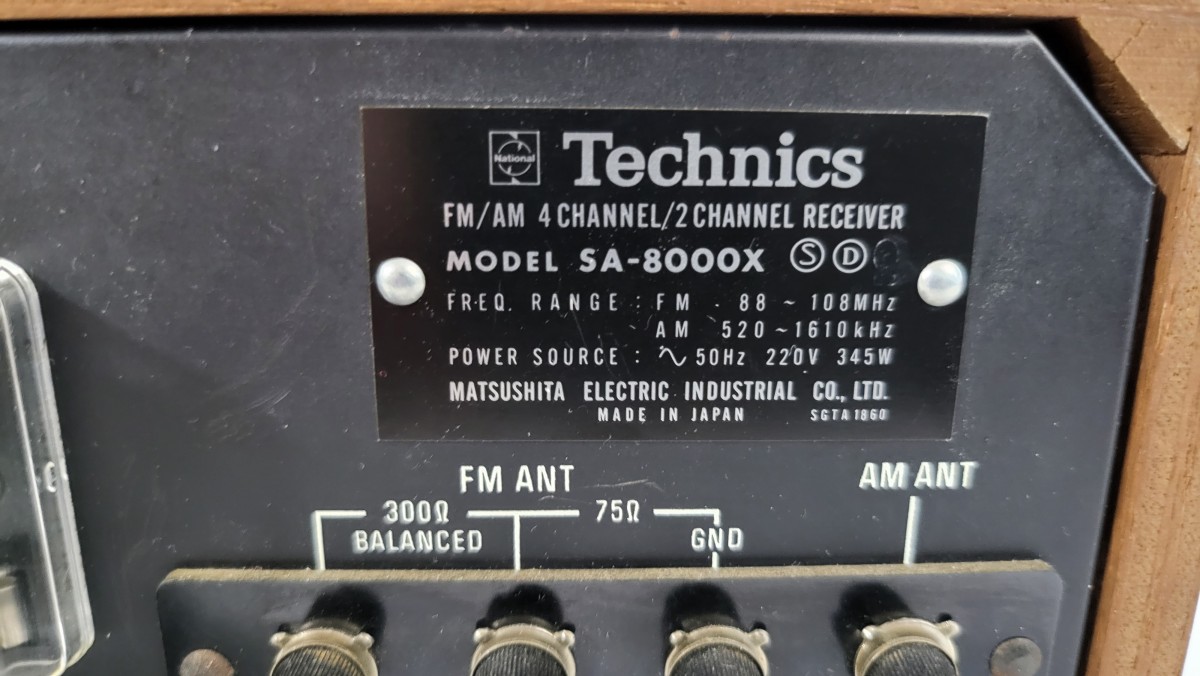 National Technics
FM/AM 4 CHANNEL/2 CHANNEL RECEIVER
MODEL SA-8000X Ⓢ Ⓓ
FREQ. RANGE : FM 88 ~ 108MHz
AM 520 ~ 1610kHz
POWER SOURCE : ∿ 50Hz 220V 345W
MATSUSHITA ELECTRIC INDUSTRIAL CO., LTD.
MADE IN JAPAN SGTA1860
FM ANT AM ANT
300Ω 75Ω
BALANCED GND